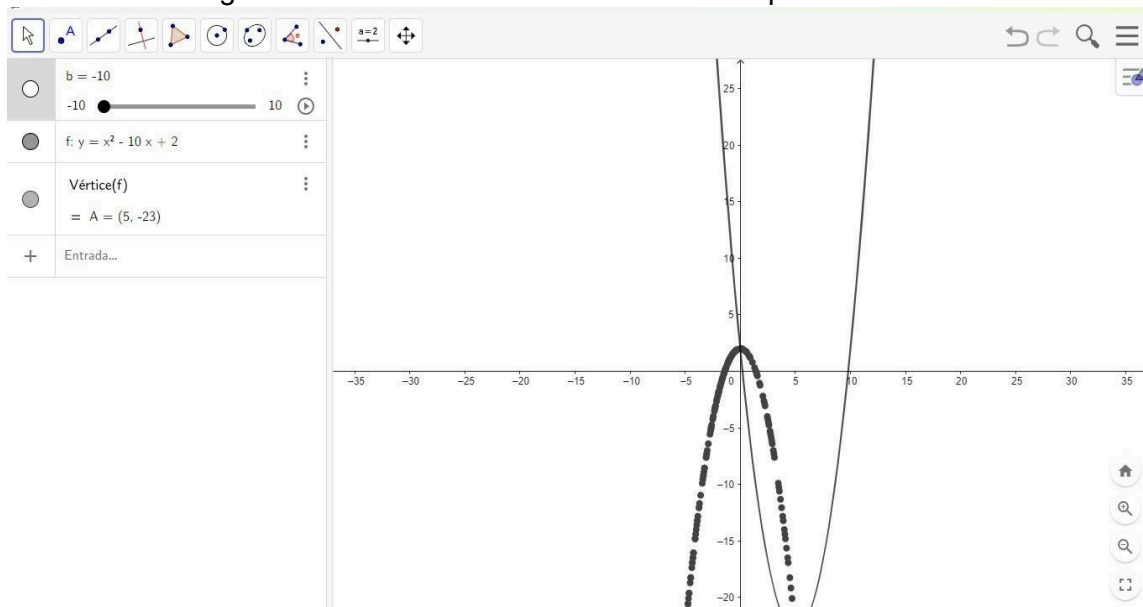 A
a=2
b = -10
-10 10
f: y = x² - 10 x + 2
Vértice(f)
= A = (5, -23)
+ Entrada...
25
20
15
10
5
-35 -30 -25 -20 -15 -10 -5 0 5 10 15 20 25 30 35
-5
-10
-15
-20